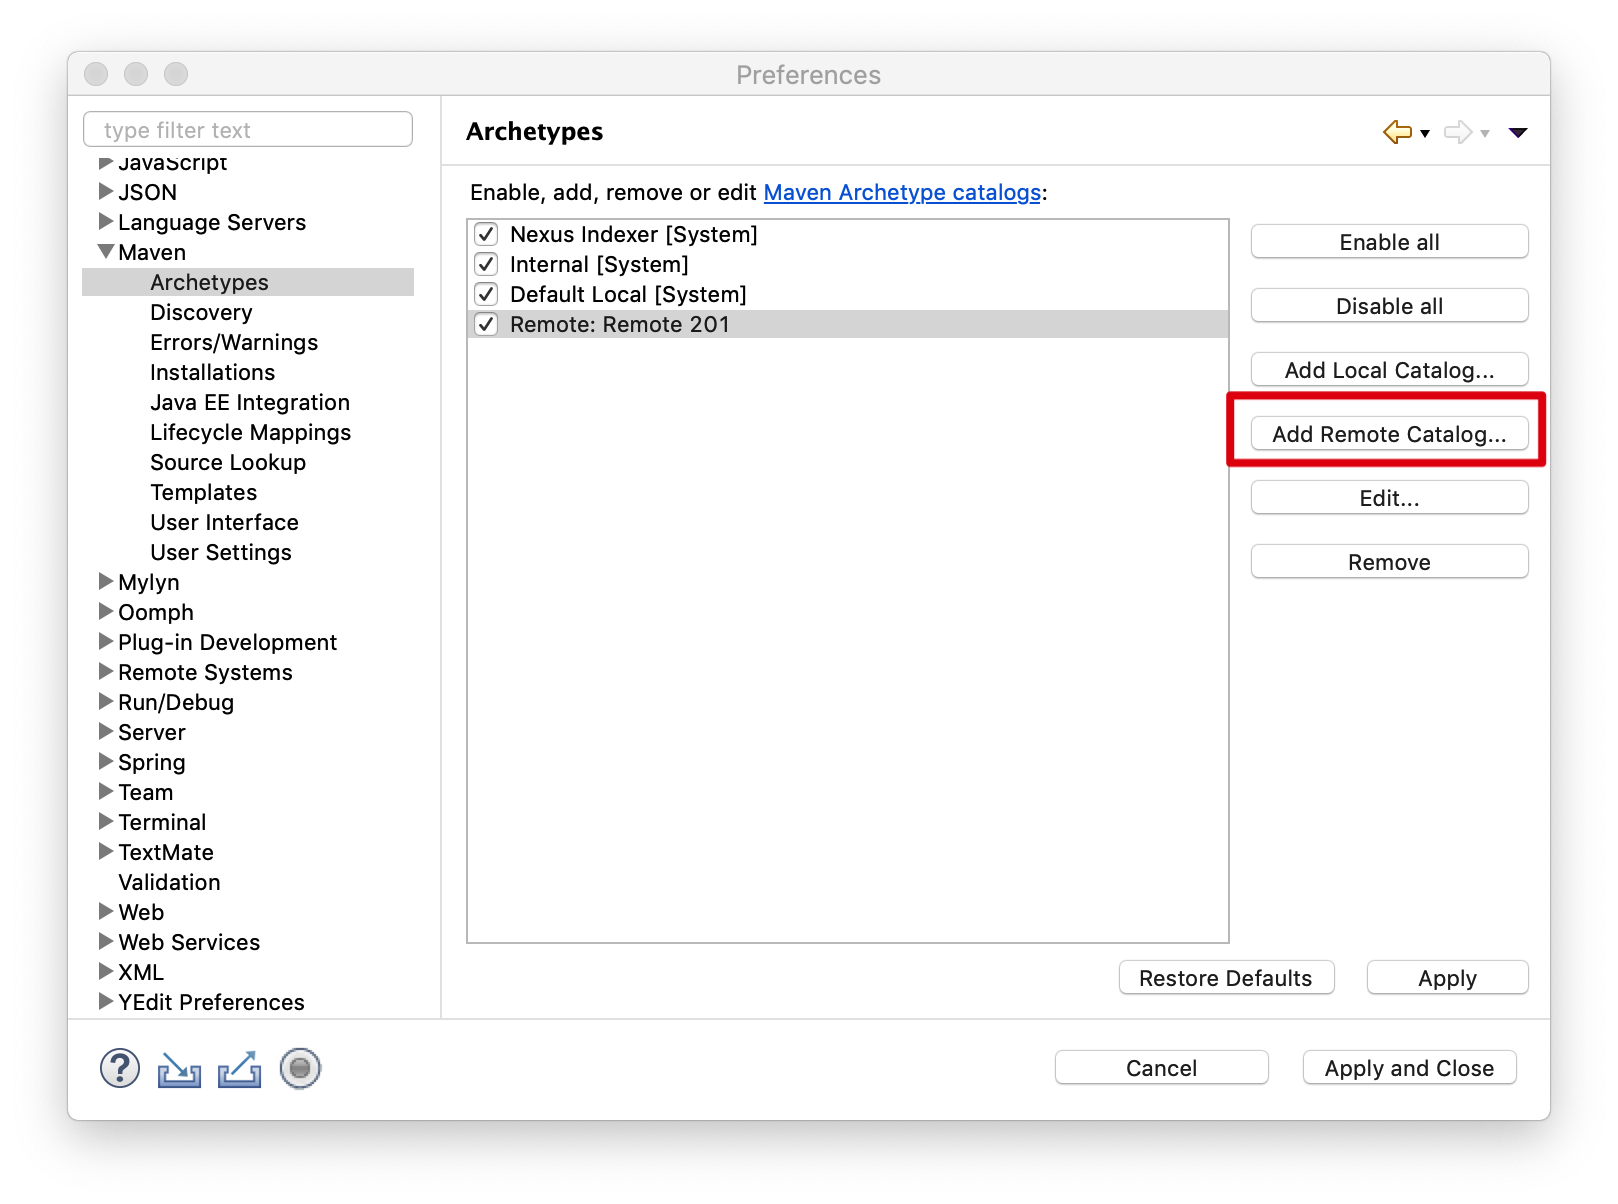 Preferences
type filter text
JavaScript
JSON
Language Servers
Maven
Archetypes
Discovery
Errors/Warnings
Installations
Java EE Integration
Lifecycle Mappings
Source Lookup
Templates
User Interface
User Settings
Mylyn
Oomph
Plug-in Development
Remote Systems
Run/Debug
Server
Spring
Team
Terminal
TextMate
Validation
Web
Web Services
XML
YEdit Preferences
Archetypes
Enable, add, remove or edit Maven Archetype catalogs:
Nexus Indexer [System]
Internal [System]
Default Local [System]
Remote: Remote 201
Enable all
Disable all
Add Local Catalog...
Add Remote Catalog...
Edit...
Remove
Restore Defaults
Apply
?
Cancel
Apply and Close